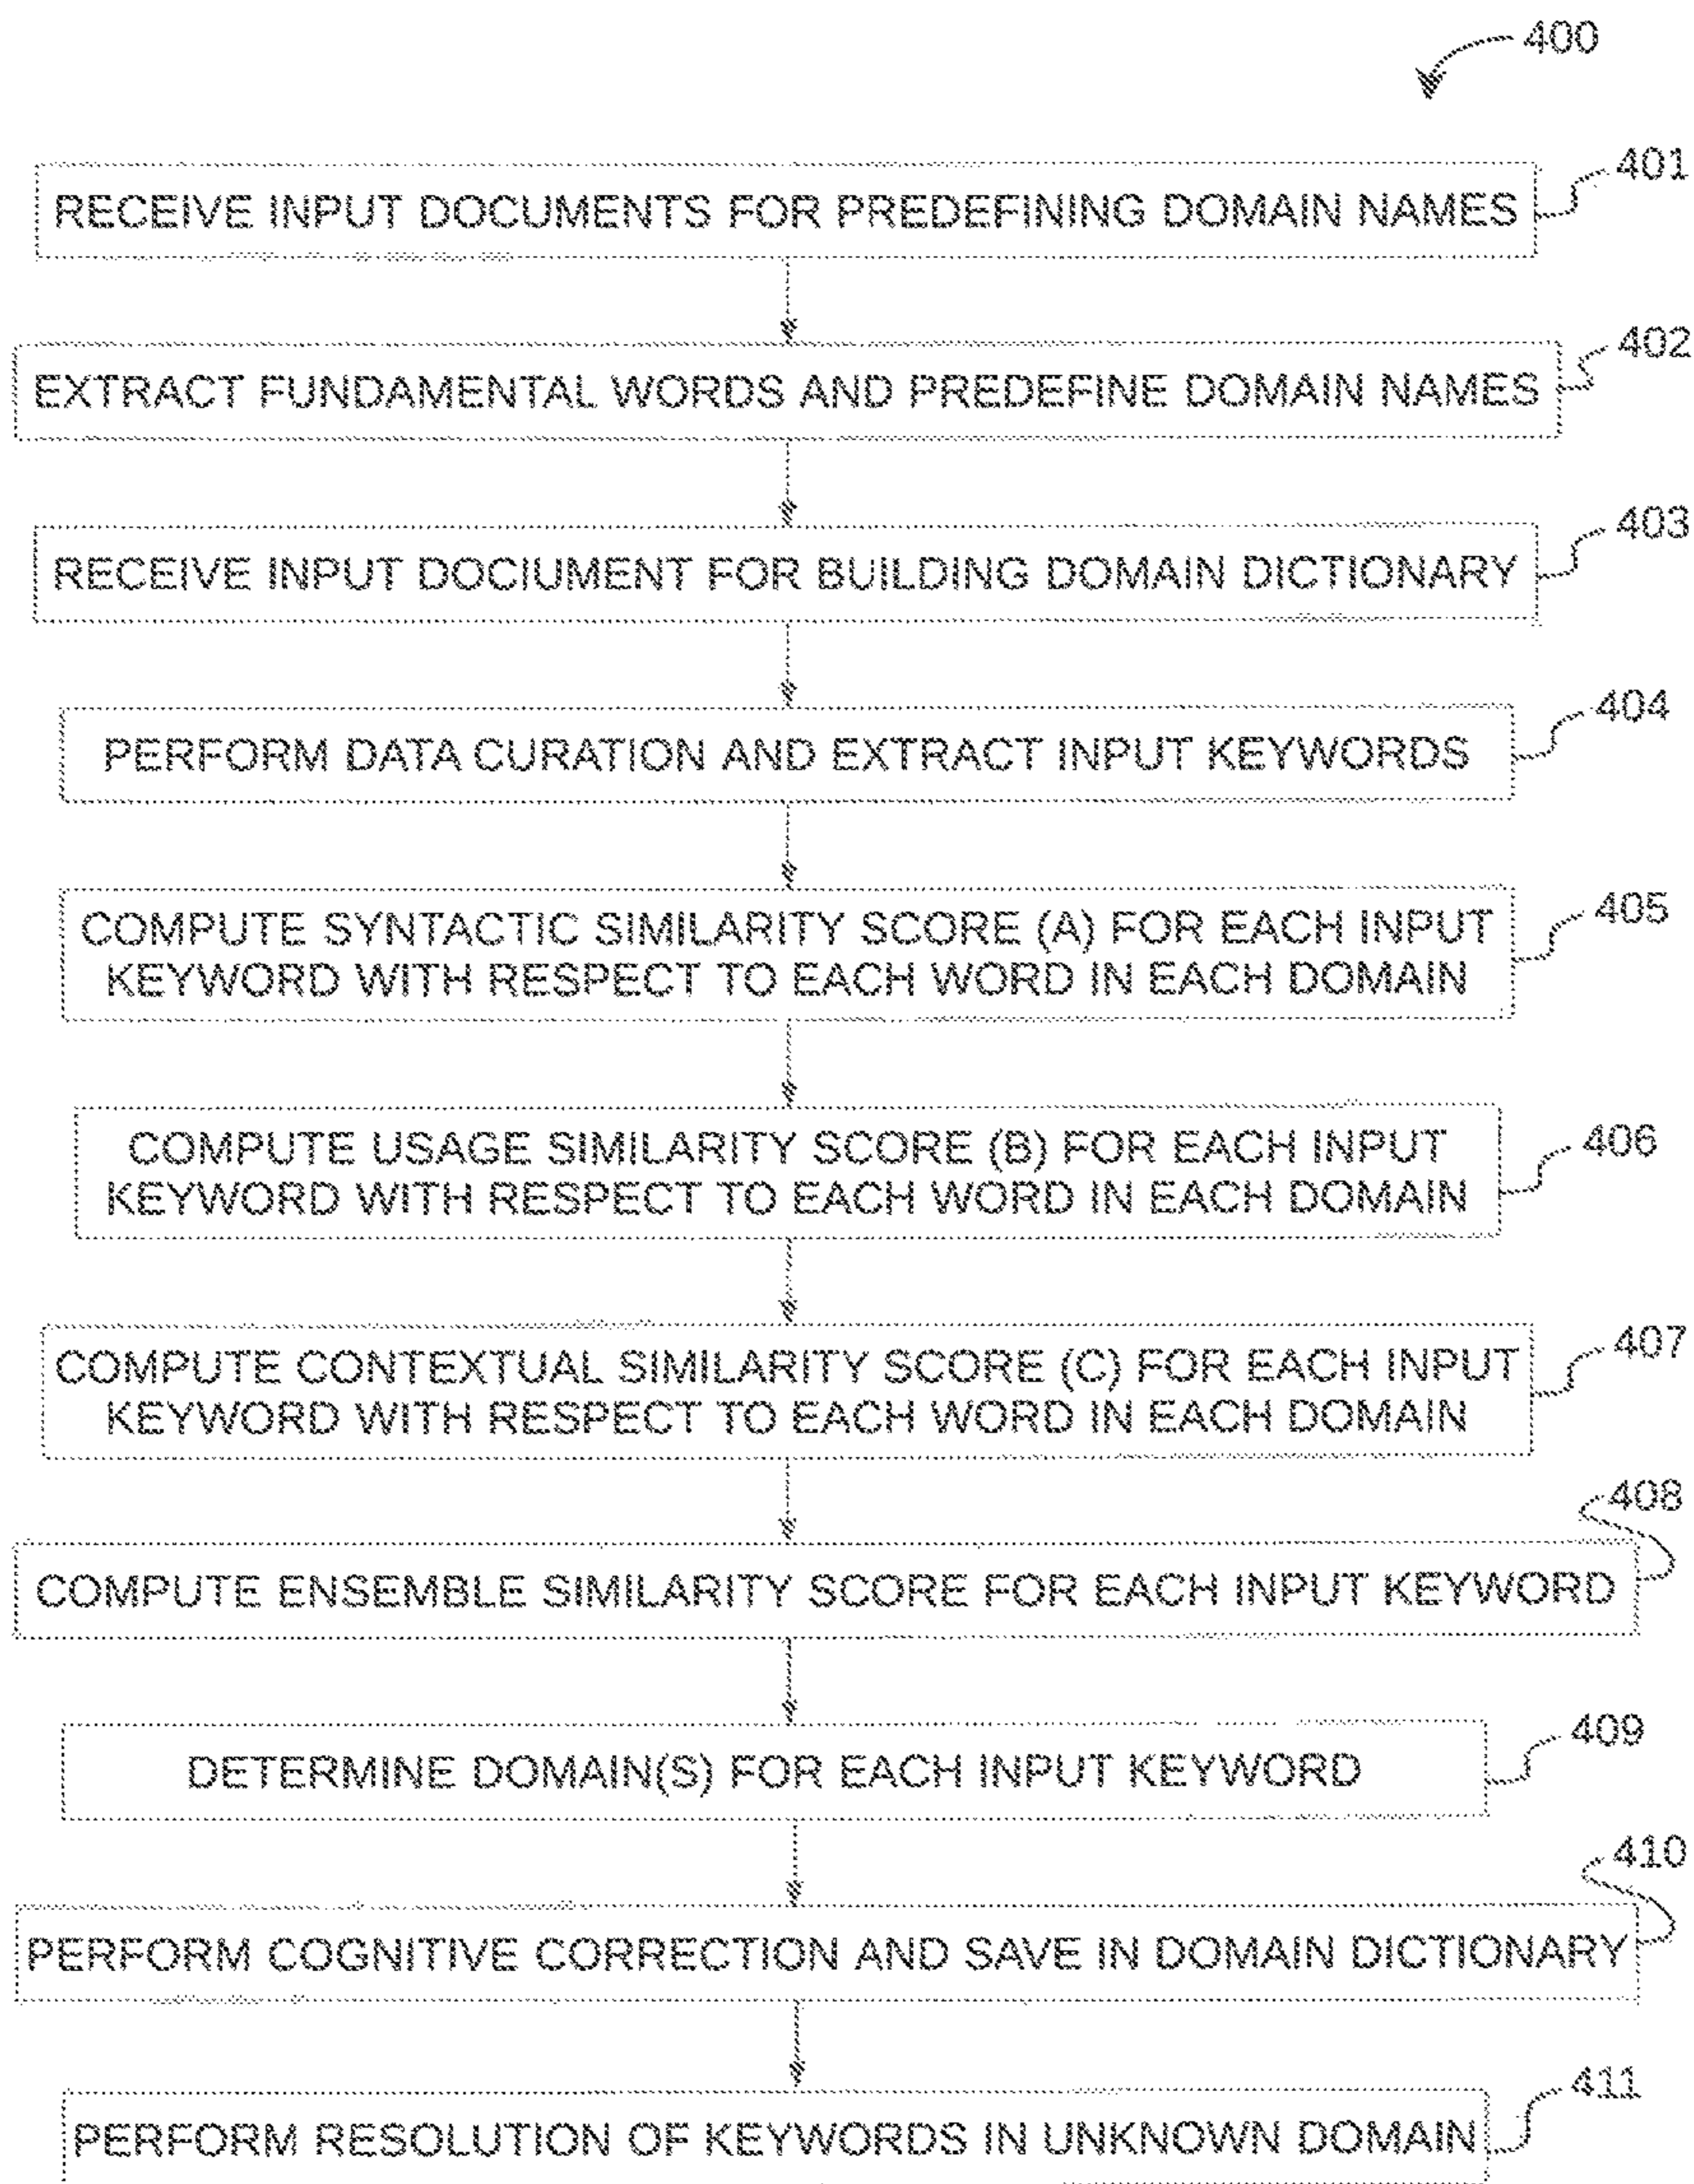 400
401
RECEIVE INPUT DOCUMENTS FOR PREDEFINING DOMAIN NAMES
402
EXTRACT FUNDAMENTAL WORDS AND PREDEFINE DOMAIN NAMES
403
RECEIVE INPUT DOCIUMENT FOR BUILDING DOMAIN DICTIONARY
404
PERFORM DATA CURATION AND EXTRACT INPUT KEYWORDS
405
COMPUTE SYNTACTIC SIMILARITY SCORE (A) FOR EACH INPUT
KEYWORD WITH RESPECT TO EACH WORD IN EACH DOMAIN
406
COMPUTE USAGE SIMILARITY SCORE (B) FOR EACH INPUT
KEYWORD WITH RESPECT TO EACH WORD IN EACH DOMAIN
407
COMPUTE CONTEXTUAL SIMILARITY SCORE (C) FOR EACH INPUT
KEYWORD WITH RESPECT TO EACH WORD IN EACH DOMAIN
408
COMPUTE ENSEMBLE SIMILARITY SCORE FOR EACH INPUT KEYWORD
409
DETERMINE DOMAIN(S) FOR EACH INPUT KEYWORD
410
PERFORM COGNITIVE CORRECTION AND SAVE IN DOMAIN DICTIONARY
411
PERFORM RESOLUTION OF KEYWORDS IN UNKNOWN DOMAIN